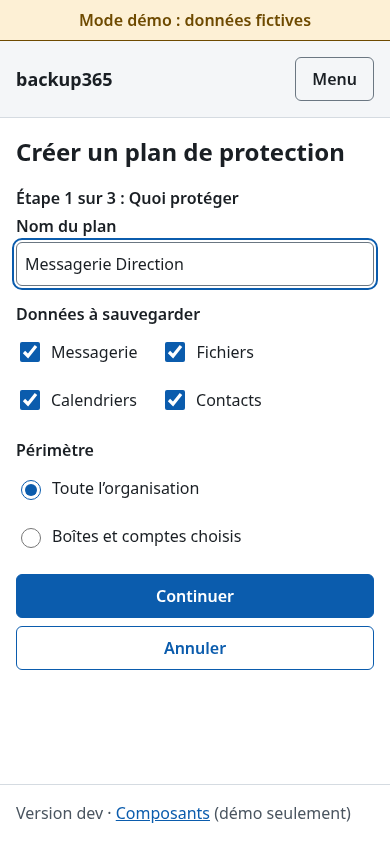 Mode démo : données fictives
backup365
Menu
Créer un plan de protection
Étape 1 sur 3 : Quoi protéger
Nom du plan
Messagerie Direction
Données à sauvegarder
Messagerie
Fichiers
Calendriers
Contacts
Périmètre
Toute l’organisation
Boîtes et comptes choisis
Continuer
Annuler
Version dev · Composants (démo seulement)